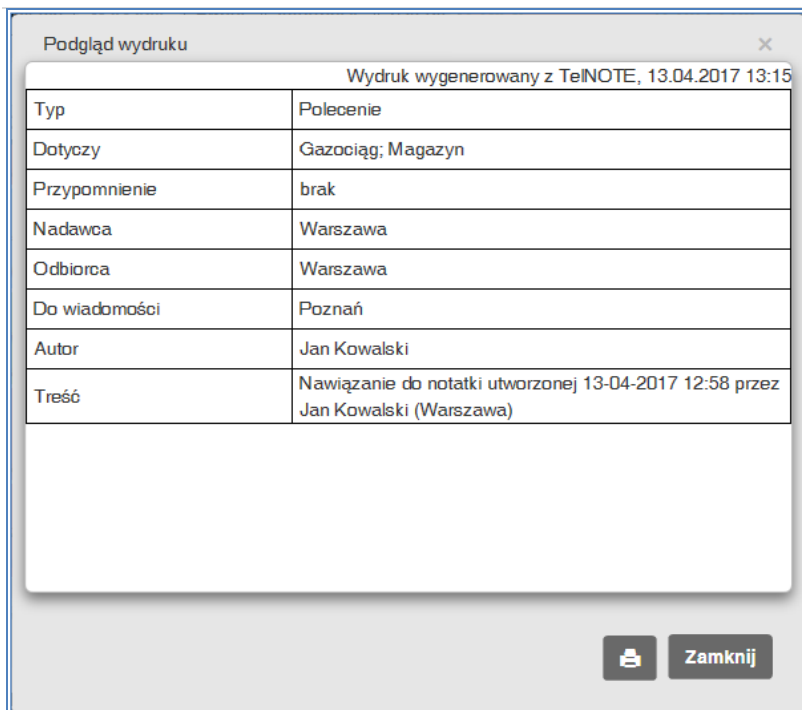 Podgląd wydruku ×
Wydruk wygenerowany z TelNOTE, 13.04.2017 13:15
Typ Polecenie
Dotyczy Gazociąg; Magazyn
Przypomnienie brak
Nadawca Warszawa
Odbiorca Warszawa
Do wiadomości Poznań
Autor Jan Kowalski
Treść Nawiązanie do notatki utworzonej 13-04-2017 12:58 przez
Jan Kowalski (Warszawa)
Zamknij